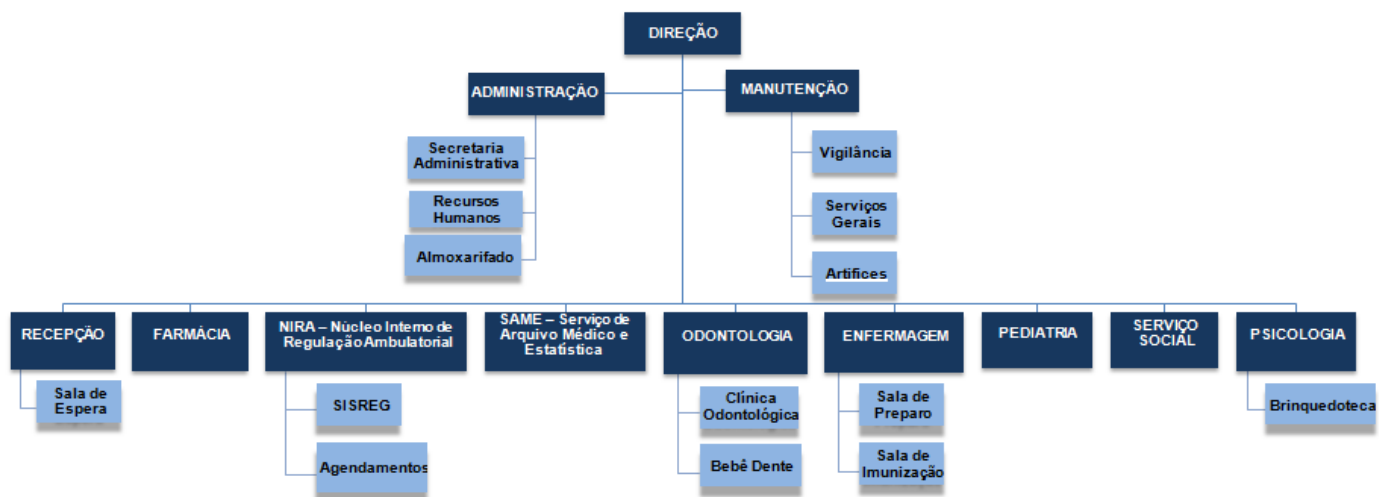 DIREÇÃO
ADMINISTRAÇÃO
MANUTENÇÃO
Secretaria
Administrativa
Recursos
Humanos
Almoxarifado
Vigilância
Serviços
Gerais
Artifices
RECEPÇÃO
Sala de
Espera
FARMÁCIA
NIRA – Núcleo Interno de
Regulação Ambulatorial
SISREG
Agendamentos
SAME – Serviço de
Arquivo Médico e
Estatística
ODONTOLOGIA
Clínica
Odontológica
Bebê Dente
ENFERMAGEM
Sala de
Preparo
Sala de
Imunização
PEDIATRIA
SERVIÇO
SOCIAL
PSICOLOGIA
Brinquedoteca